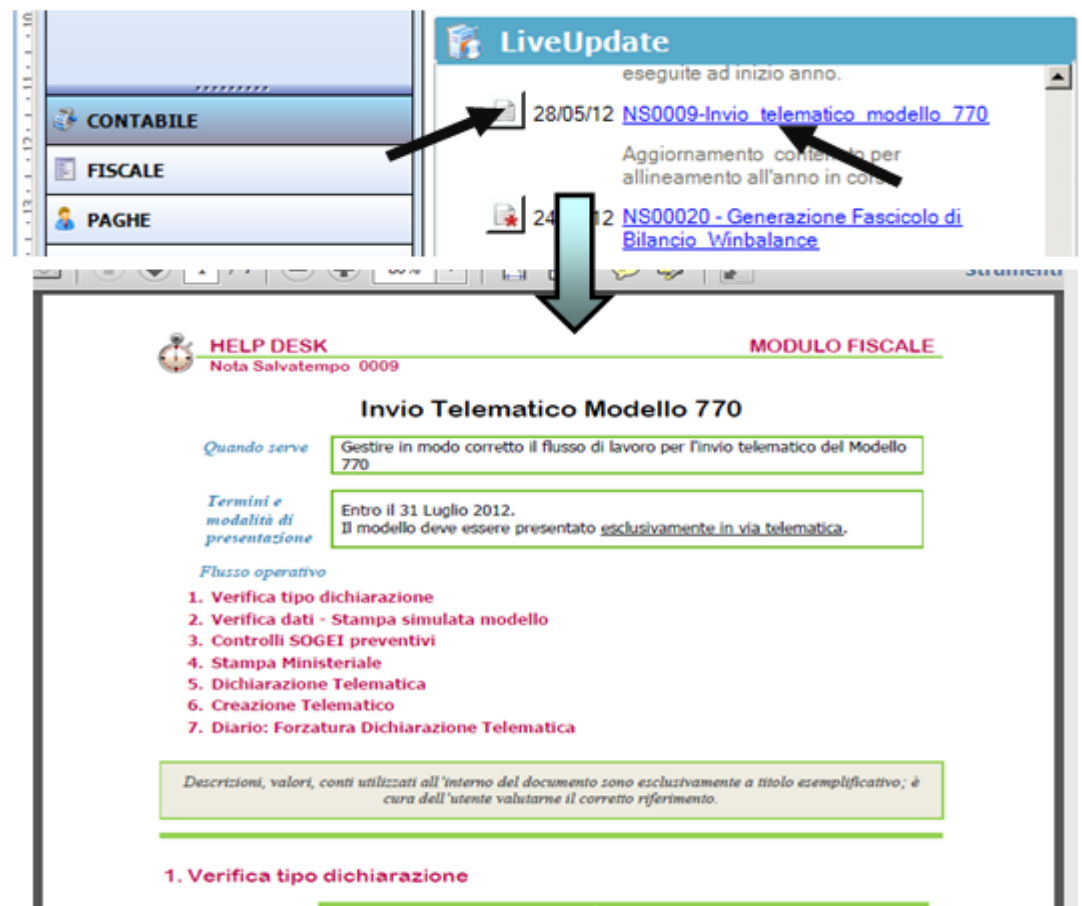 LiveUpdate
eseguite ad inizio anno.
CONTABILE
28/05/12 NS0009-Invio telematico modello 770
FISCALE
Aggiornamento per
allineamento all'anno in
PAGHE
NS00020 - Generazione Fascicolo di
Bilancio Winbalance
Strumenti
HELP DESK MODULO FISCALE
Nota Salvatempo 0009
Invio Telematico Modello 770
Quando serve Gestire in modo corretto il flusso di lavoro per l'invio telematico del Modello
770
Termini e
modalità di
presentazione
Entro il 31 Luglio 2012.
Il modello deve essere presentato esclusivamente in via telematica.
Flusso operativo
1. Verifica tipo dichiarazione
2. Verifica dati - Stampa simulata modello
3. Controlli SOGEI preventivi
4. Stampa Ministeriale
5. Dichiarazione Telematica
6. Creazione Telematico
7. Diario: Forzatura Dichiarazione Telematica
Descrizioni, valori, conti utilizzati all'interno del documento sono esclusivamente a titolo esemplificativo; è
cura dell'utente valutarne il corretto riferimento.
1. Verifica tipo dichiarazione